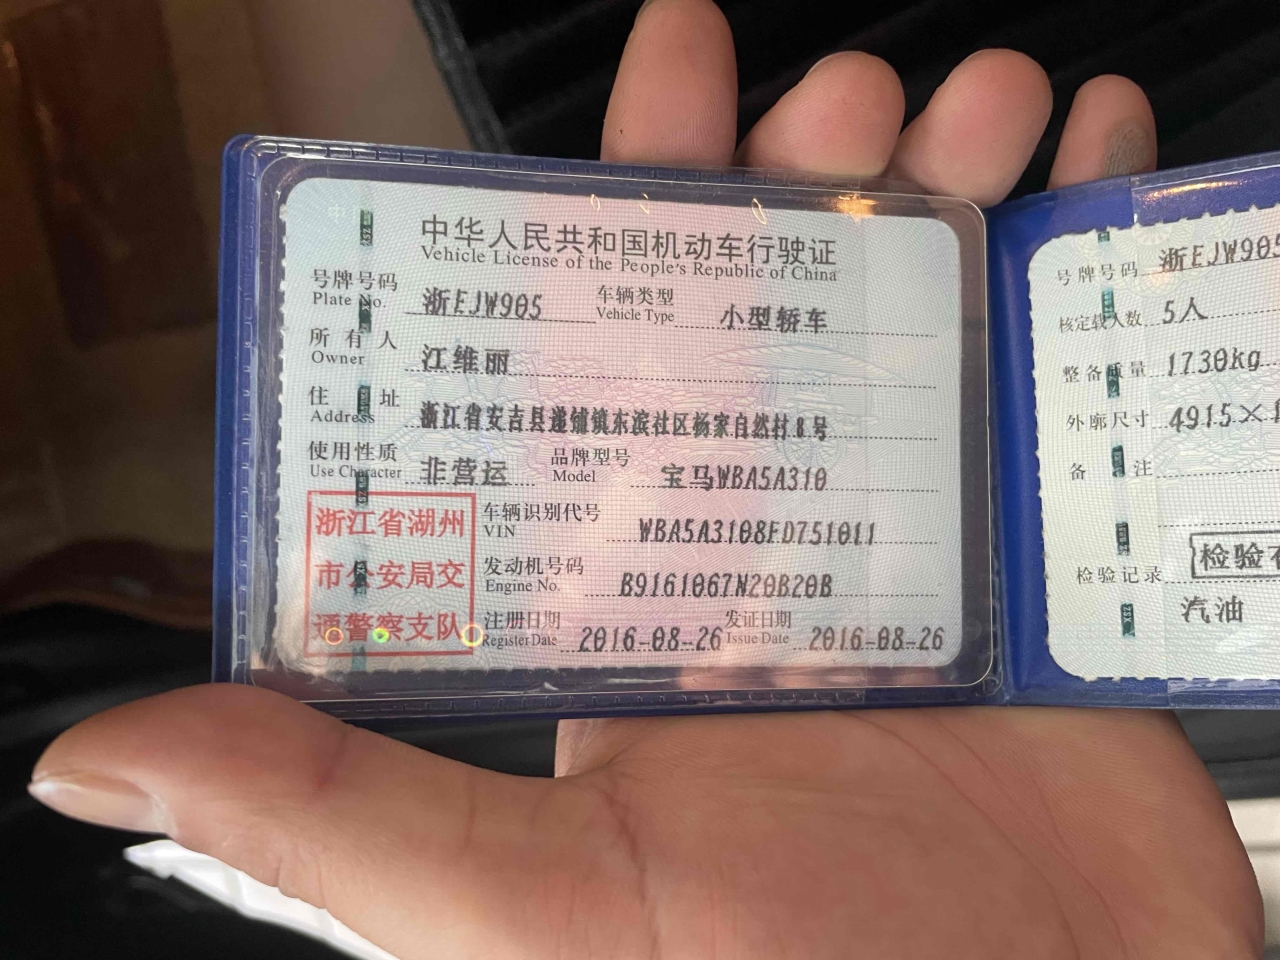 中华人民共和国机动车行驶证
Vehicle License of the People's Republic of China
号牌号码 浙EJW905 车辆类型 小型轿车
Plate No. Vehicle Type
所有人 江维丽
Owner
住址 浙江省安吉县递铺镇东滨社区杨家自然村8号
Address
使用性质 非营运 品牌型号 宝马WBA5A310
Use Character Model
浙江省湖州
市公安局交
通警察支队
车辆识别代号 WBA5A3108FD751011
VIN
发动机号码 B9161067N20B20B
Engine No.
注册日期 2016-08-26 发证日期 2016-08-26
Register Date Issue Date
号牌号码 浙EJW905
核定载人数 5人
整备质量 1730kg
外廓尺寸 4915×
备注
检验记录 检验
汽油